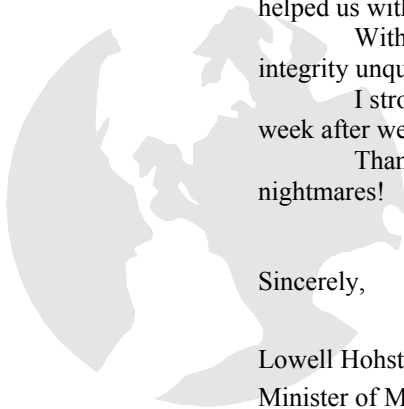 helped us with
With
integrity unqu
I stro
week after we
Than
nightmares!
Sincerely,
Lowell Hohst
Minister of M